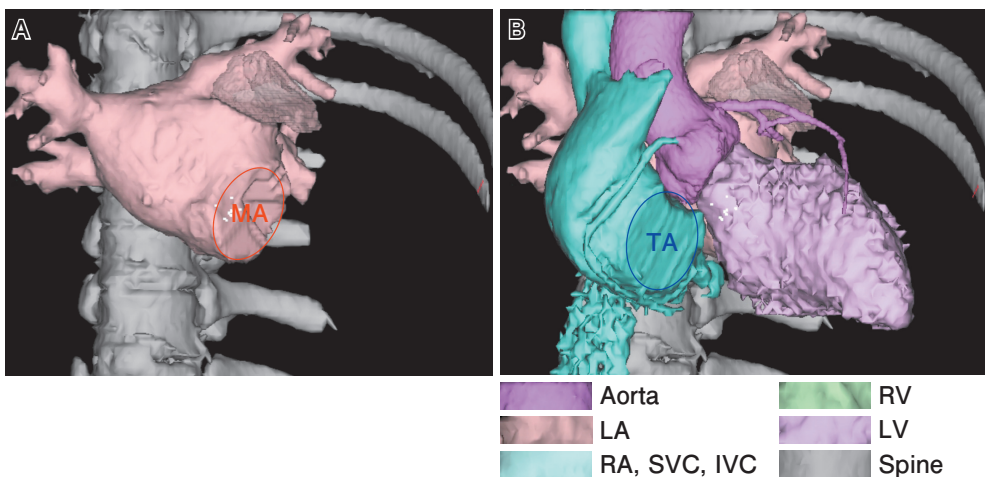 A
B
MA
TA
Aorta
RV
LA
LV
RA, SVC, IVC
Spine